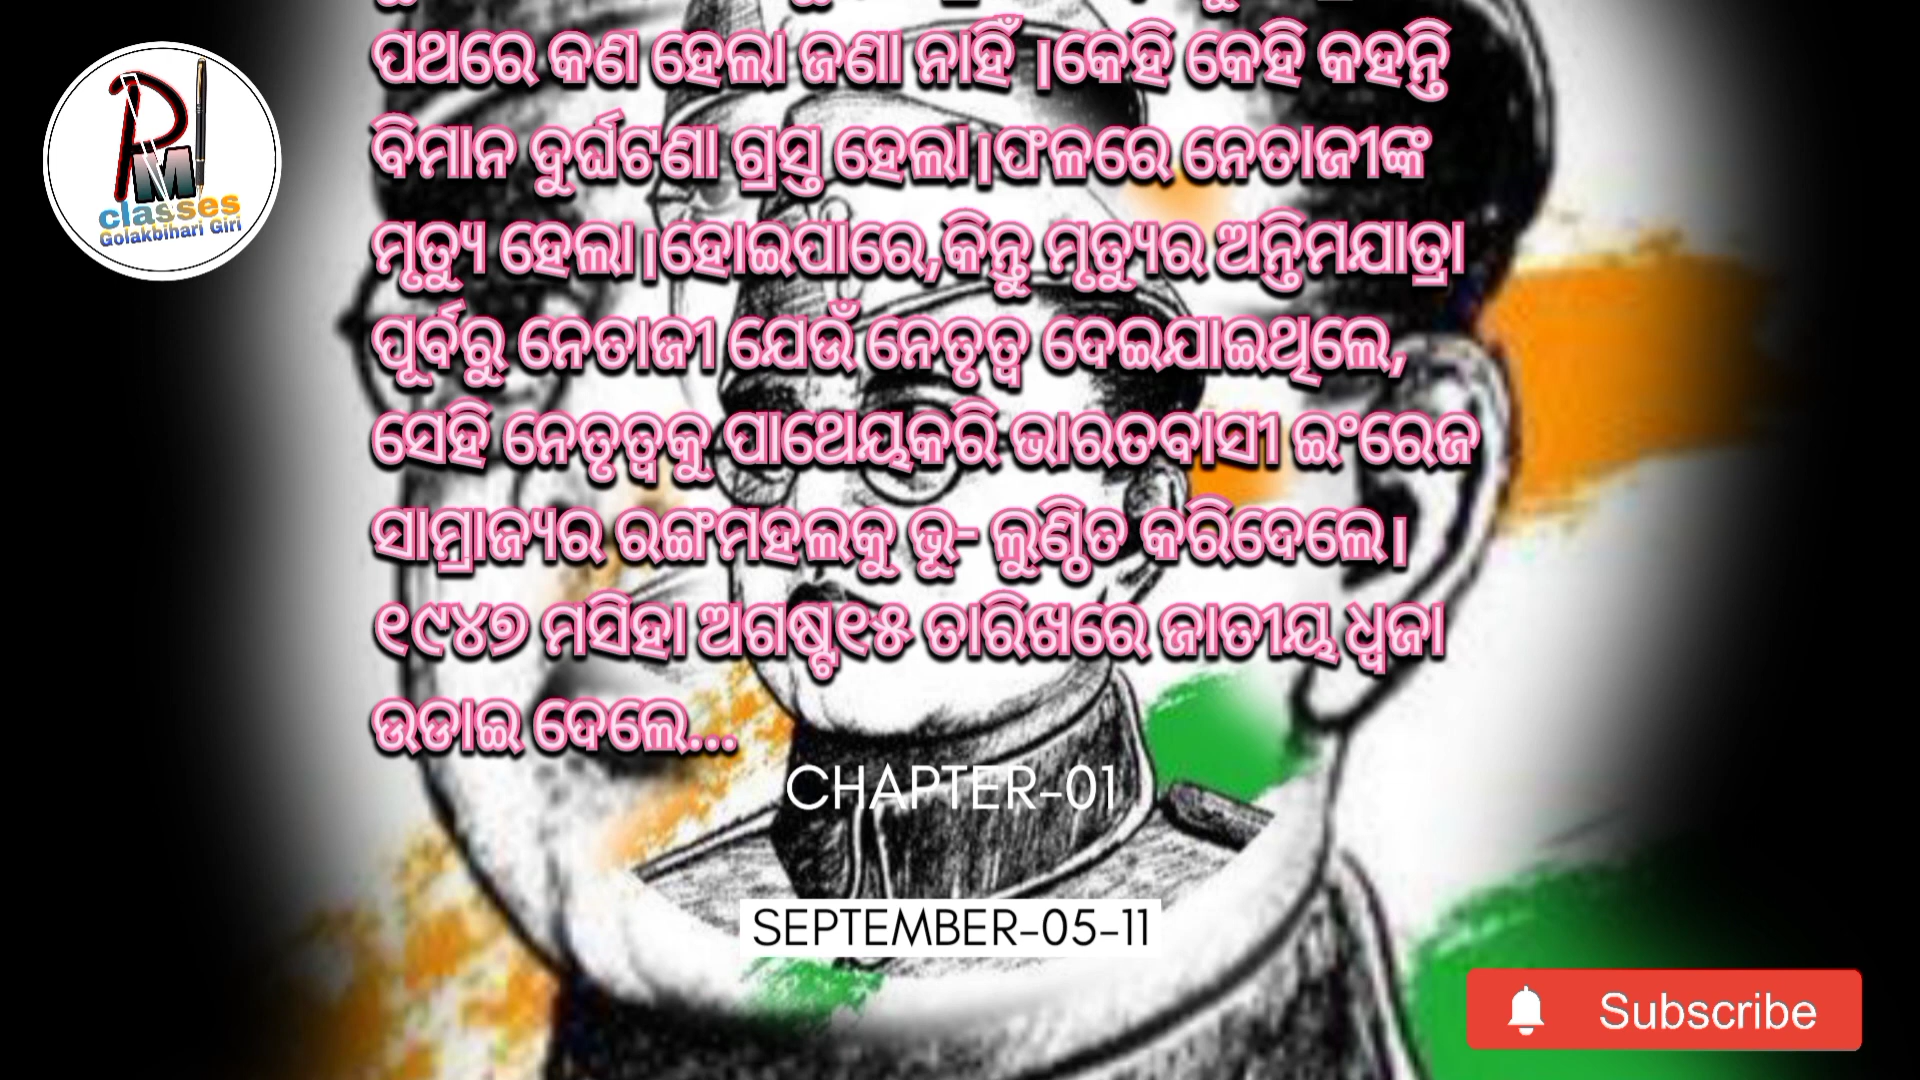 ପଥରେ କଣ ହେଲା ଜଣା ନାହିଁ ।କେହି କେହି କହନ୍ତି
ବିମାନ ଦୁର୍ଘଟଣା ଗ୍ରସ୍ତ ହେଲା।ଫଳରେ ନେତାଜୀଙ୍କ
ମୃତ୍ୟୁ ହେଲା।ହୋଇପାରେ,କିନ୍ତୁ ମୃତ୍ୟୁର ଅନ୍ତିମଯାତ୍ରା
ପୂର୍ବରୁ ନେତାଜୀ ଯେଉଁ ନେତୃତ୍ୱ ଦେଇଯାଇଥିଲେ,
ସେହି ନେତୃତ୍ୱକୁ ପାଥେୟକରି ଭାରତବାସୀ ଇଂରେଜ
ସାମ୍ରାଜ୍ୟର ରଙ୍ଗମହଲକୁ ଭୂ- ଲୁଣ୍ଠିତ କରିଦେଲେ।
୧୯୪୭ ମସିହା ଅଗଷ୍ଟ୧୫ ତାରିଖରେ ଜାତୀୟ ଧ୍ୱଜା
ଉଡାଇ ଦେଲେ...
PM
classes
Golakbihari Giri
CHAPTER-01
SEPTEMBER-05-11
Subscribe